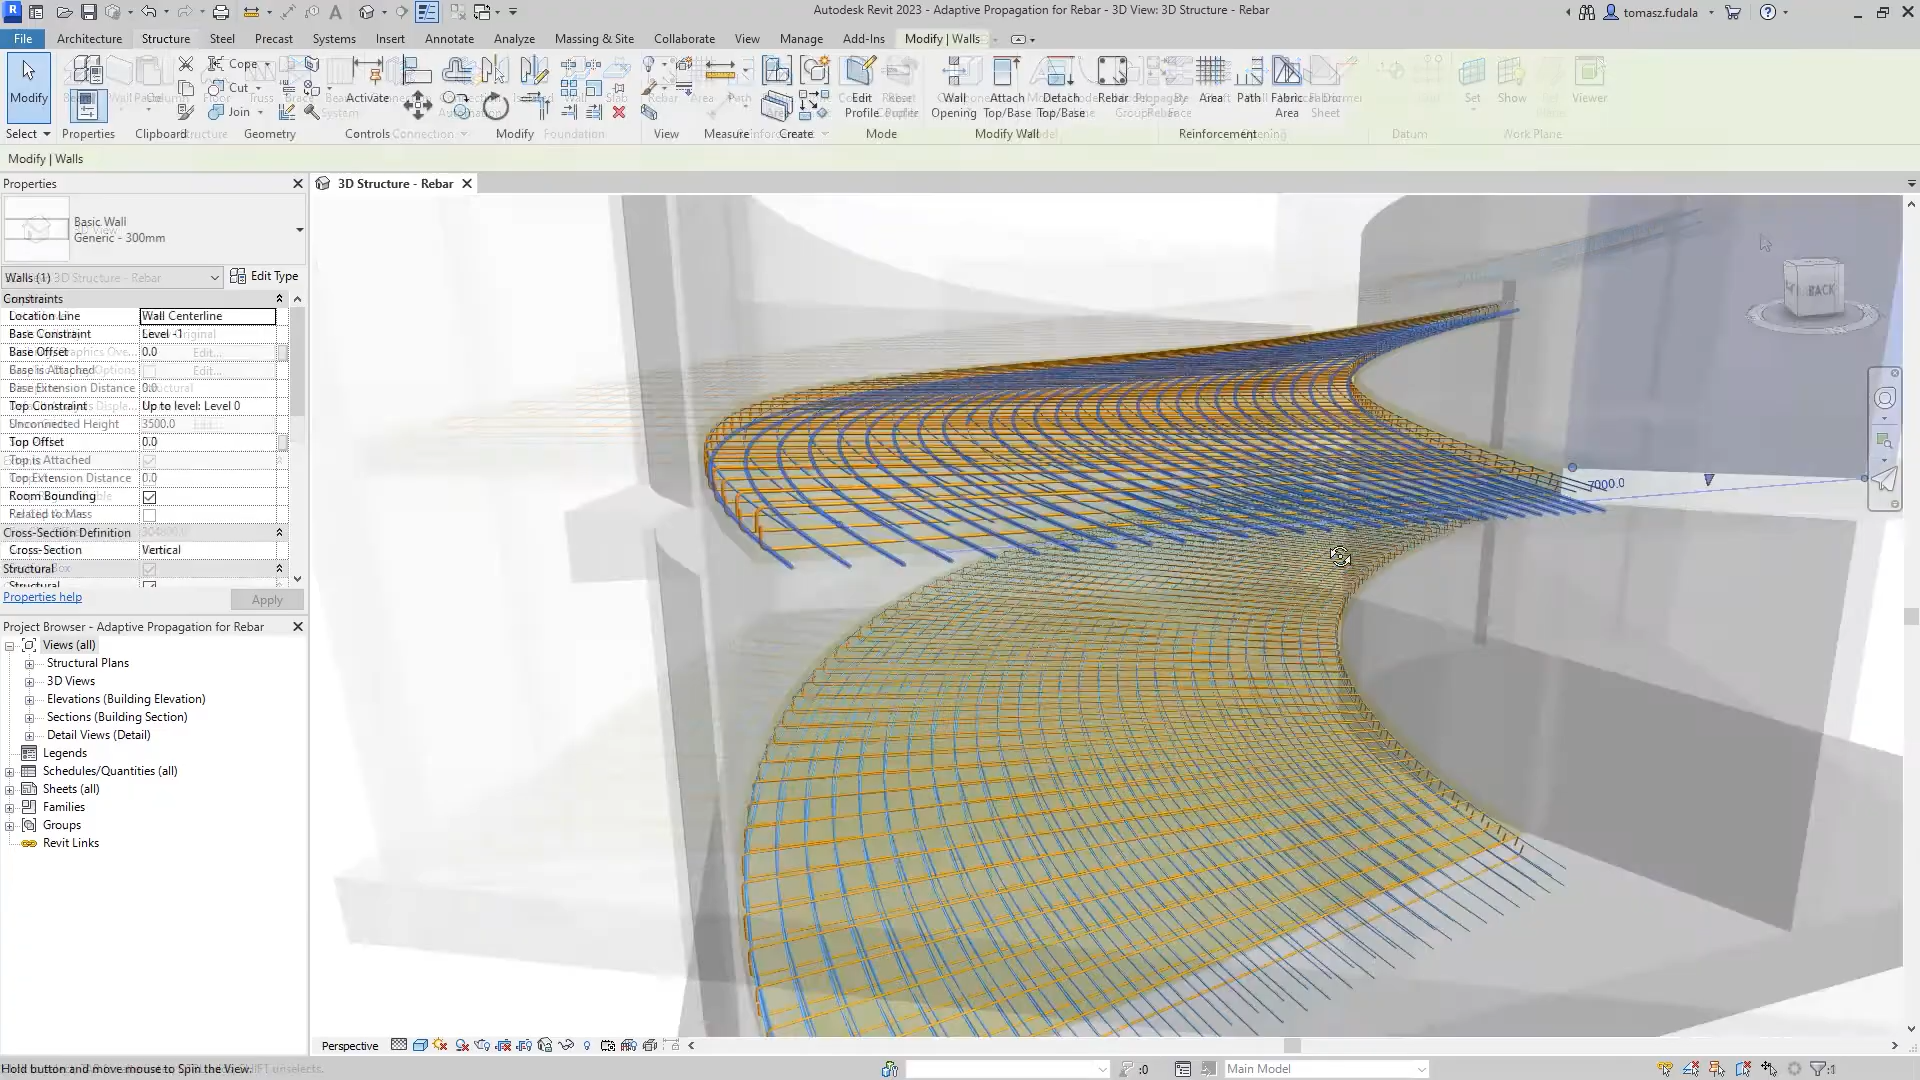 Autodesk Revit 2023 - Adaptive Propagation for Rebar - 3D View: 3D Structure - Rebar
tomasz.fudala
File Architecture Structure Steel Precast Systems Insert Annotate Analyze Massing & Site Collaborate View Manage Add-Ins Modify | Walls
Modify
Cope
Cut
Join
Activate
Edit Profile
Wall Opening
Attach Top/Base
Detach Top/Base
Rebar
Area
Path
Fabric Area
Set
Show
Viewer
Select Properties Clipboard Geometry Controls Modify View Measure Create Mode Modify Wall Reinforcement Datum Work Plane
Modify | Walls
Properties
3D Structure - Rebar
Basic Wall
Generic - 300mm
Walls (1)
3D Structure - Rebar
Edit Type
Constraints
Location Line Wall Centerline
Base Constraint Level -1
Base Offset 0.0
Base is Attached
Base Extension Distance 0.0
Top Constraint Up to level: Level 0
Unconnected Height 3500.0
Top Offset 0.0
Top is Attached
Top Extension Distance 0.0
Room Bounding
Related to Mass
Cross-Section Definition
Cross-Section Vertical
Structural
Structural
Properties help
Apply
Project Browser - Adaptive Propagation for Rebar
Views (all)
Structural Plans
3D Views
Elevations (Building Elevation)
Sections (Building Section)
Detail Views (Detail)
Legends
Schedules/Quantities (all)
Sheets (all)
Families
Groups
Revit Links
BACK
7000.0
Perspective
Hold button and move mouse to Spin the View.
:0
Main Model
:1